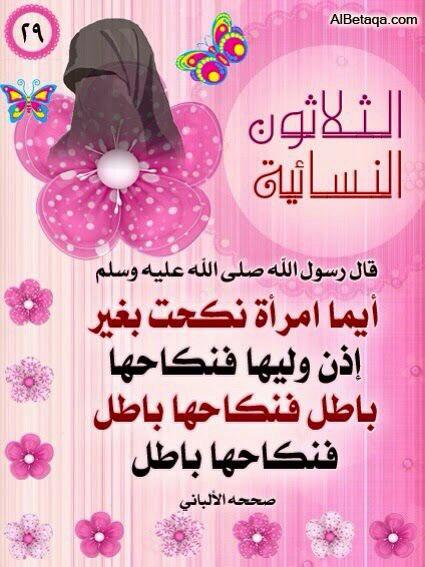 AlBetaqa.com
٢٩
الثلاثون
النسائية
قال رسول الله صلى الله عليه وسلم
أيما امرأة نكحت بغير
إذن وليها فنكاحها
باطل فنكاحها باطل
فنكاحها باطل
صححه الألباني